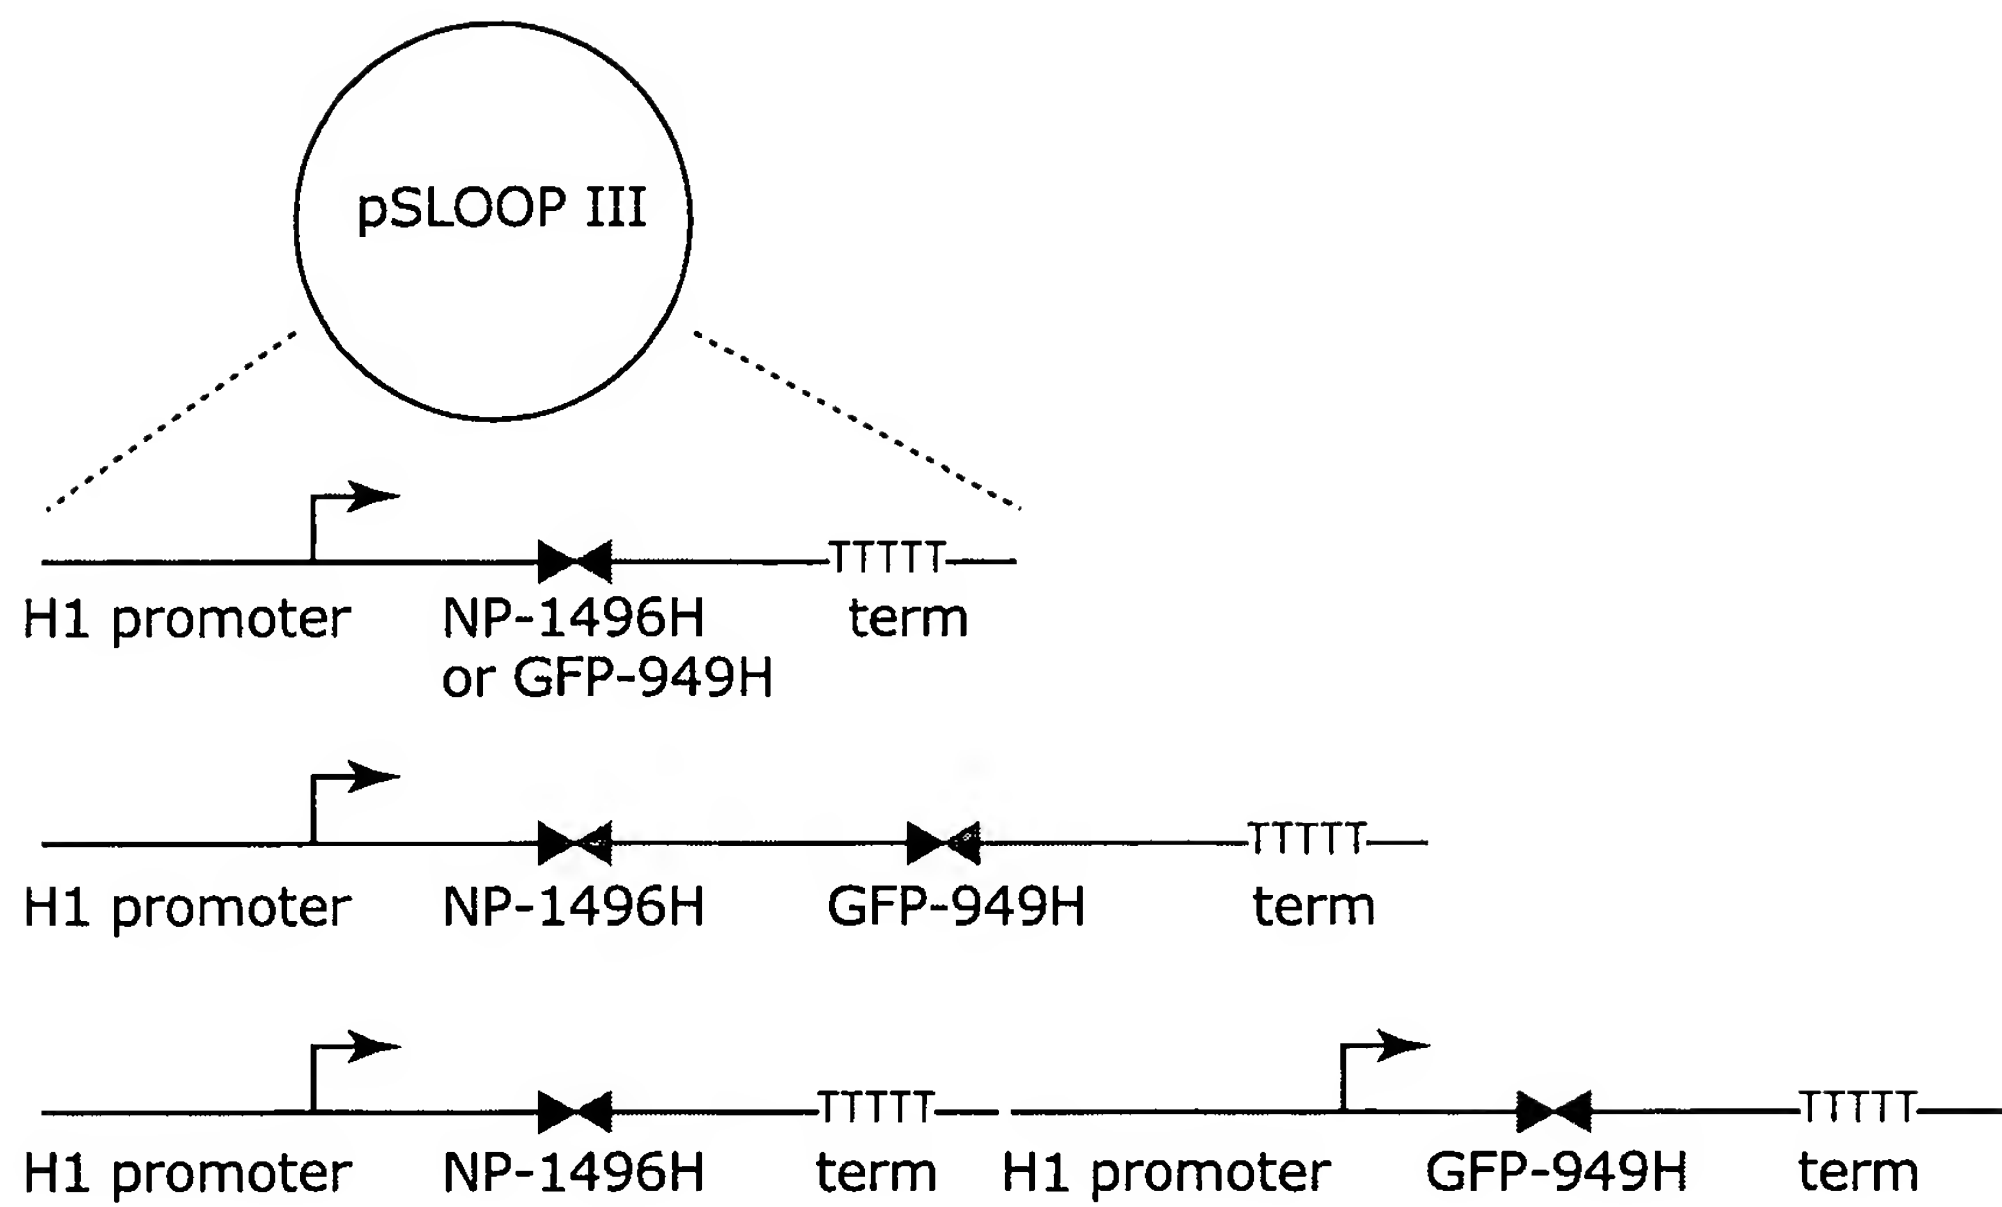 pSLOOP III
TTTTT
H1 promoter NP-1496H term
or GFP-949H
TTTTT
H1 promoter NP-1496H GFP-949H term
TTTTT TTTTT
H1 promoter NP-1496H term H1 promoter GFP-949H term